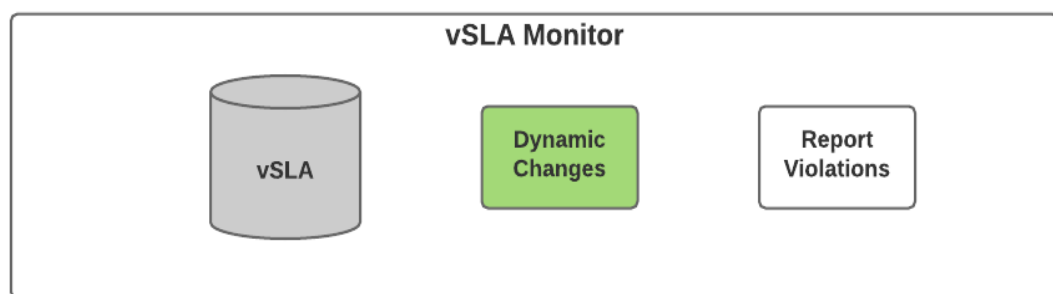 vSLA Monitor
vSLA
Dynamic
Changes
Report
Violations